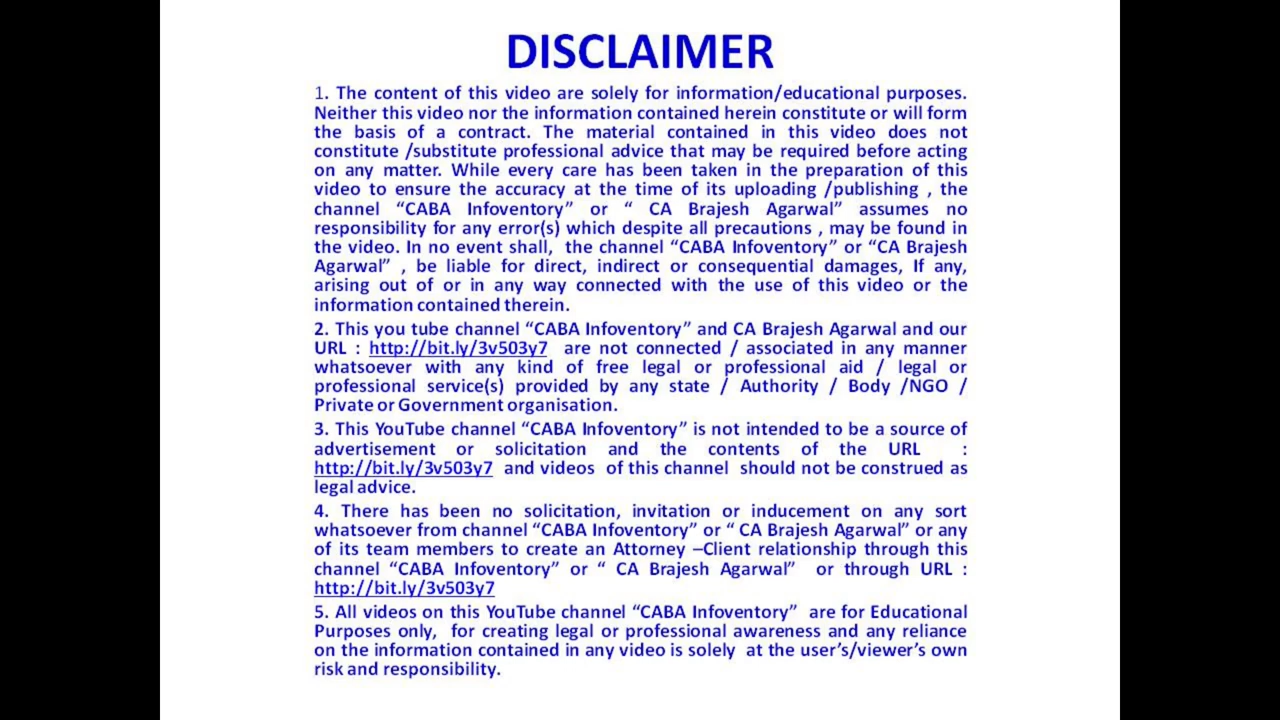 DISCLAIMER
1. The content of this video are solely for information/educational purposes.
Neither this video nor the information contained herein constitute or will form
the basis of a contract. The material contained in this video does not
constitute /substitute professional advice that may be required before acting
on any matter. While every care has been taken in the preparation of this
video to ensure the accuracy at the time of its uploading /publishing , the
channel “CABA Infoventory” or “ CA Brajesh Agarwal” assumes no
responsibility for any error(s) which despite all precautions , may be found in
the video. In no event shall, the channel “CABA Infoventory” or “CA Brajesh
Agarwal” , be liable for direct, indirect or consequential damages, If any,
arising out of or in any way connected with the use of this video or the
information contained therein.
2. This you tube channel “CABA Infoventory” and CA Brajesh Agarwal and our
URL : http://bit.ly/3v503y7 are not connected / associated in any manner
whatsoever with any kind of free legal or professional aid / legal or
professional service(s) provided by any state / Authority / Body /NGO /
Private or Government organisation.
3. This YouTube channel “CABA Infoventory” is not intended to be a source of
advertisement or solicitation and the contents of the URL :
http://bit.ly/3v503y7 and videos of this channel should not be construed as
legal advice.
4. There has been no solicitation, invitation or inducement on any sort
whatsoever from channel “CABA Infoventory” or “ CA Brajesh Agarwal” or any
of its team members to create an Attorney –Client relationship through this
channel “CABA Infoventory” or “ CA Brajesh Agarwal” or through URL :
http://bit.ly/3v503y7
5. All videos on this YouTube channel “CABA Infoventory” are for Educational
Purposes only, for creating legal or professional awareness and any reliance
on the information contained in any video is solely at the user’s/viewer’s own
risk and responsibility.